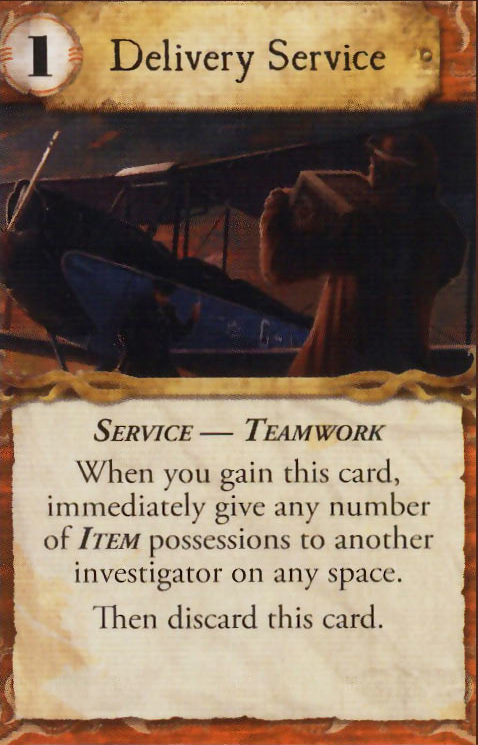 1
Delivery Service
SERVICE — TEAMWORK
When you gain this card,
immediately give any number
of ITEM possessions to another
investigator on any space.
Then discard this card.